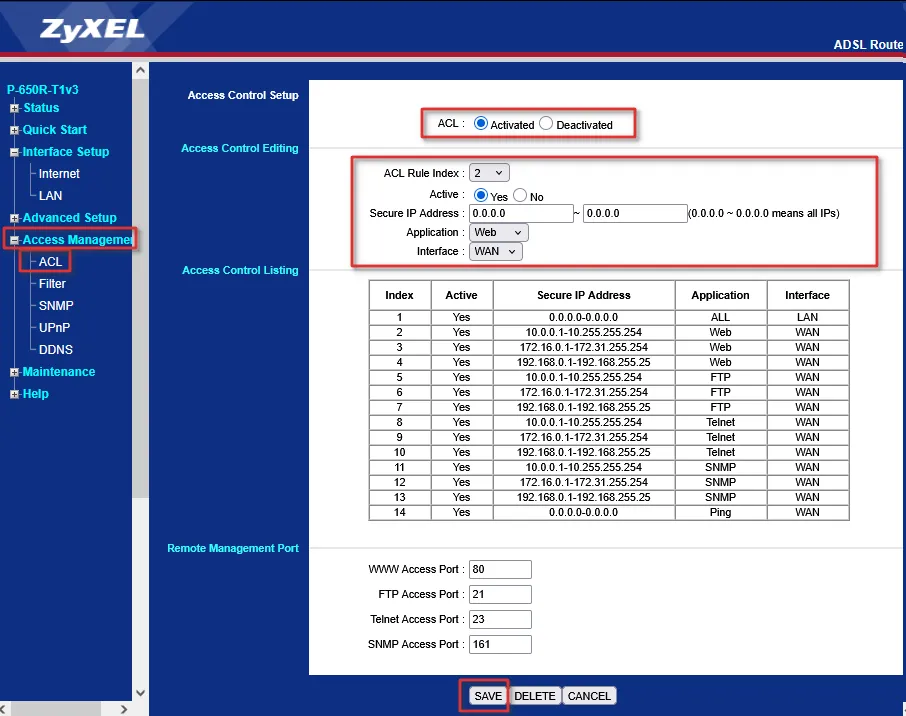 ZyXEL
ADSL Route
P-650R-T1v3
Status
Quick Start
Interface Setup
Internet
LAN
Advanced Setup
Access Managemen
ACL
Filter
SNMP
UPnP
DDNS
Maintenance
Help
Access Control Setup
ACL : Activated Deactivated
Access Control Editing
ACL Rule Index : 2
Active : Yes No
Secure IP Address : 0.0.0.0 ~ 0.0.0.0 (0.0.0.0 ~ 0.0.0.0 means all IPs)
Application : Web
Interface : WAN
Access Control Listing
Index Active Secure IP Address Application Interface
1 Yes 0.0.0.0-0.0.0.0 ALL LAN
2 Yes 10.0.0.1-10.255.255.254 Web WAN
3 Yes 172.16.0.1-172.31.255.254 Web WAN
4 Yes 192.168.0.1-192.168.255.25 Web WAN
5 Yes 10.0.0.1-10.255.255.254 FTP WAN
6 Yes 172.16.0.1-172.31.255.254 FTP WAN
7 Yes 192.168.0.1-192.168.255.25 FTP WAN
8 Yes 10.0.0.1-10.255.255.254 Telnet WAN
9 Yes 172.16.0.1-172.31.255.254 Telnet WAN
10 Yes 192.168.0.1-192.168.255.25 Telnet WAN
11 Yes 10.0.0.1-10.255.255.254 SNMP WAN
12 Yes 172.16.0.1-172.31.255.254 SNMP WAN
13 Yes 192.168.0.1-192.168.255.25 SNMP WAN
14 Yes 0.0.0.0-0.0.0.0 Ping WAN
Remote Management Port
WWW Access Port : 80
FTP Access Port : 21
Telnet Access Port : 23
SNMP Access Port : 161
SAVE DELETE CANCEL